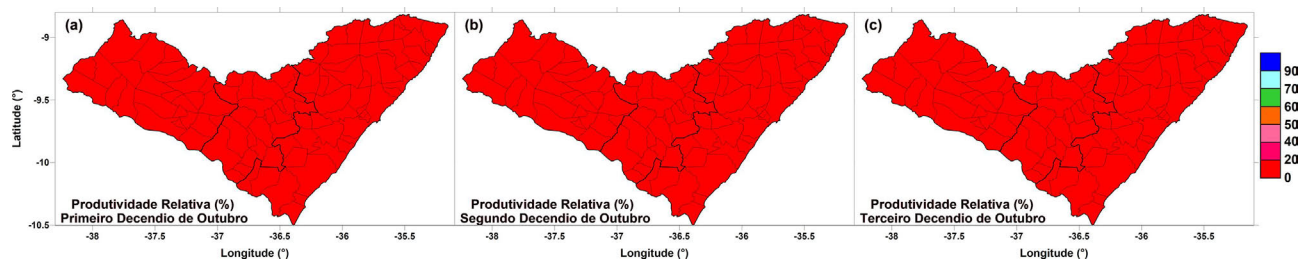 (a)
(b)
(c)
Produtividade Relativa (%)
Primeiro Decendio de Outubro
Produtividade Relativa (%)
Segundo Decendio de Outubro
Produtividade Relativa (%)
Terceiro Decendio de Outubro
Latitude (°)
-9
-9.5
-10
-10.5
-38 -37.5 -37 -36.5 -36 -35.5
-38 -37.5 -37 -36.5 -36 -35.5
-38 -37.5 -37 -36.5 -36 -35.5
Longitude (°)
Longitude (°)
Longitude (°)
90
70
60
50
40
20
0